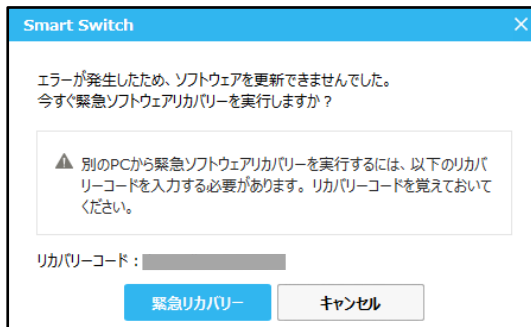 Smart Switch
エラーが発生したため、ソフトウェアを更新できませんでした。
今すぐ緊急ソフトウェアリカバリーを実行しますか？
別のPCから緊急ソフトウェアリカバリーを実行するには、以下のリカバ
リーコードを入力する必要があります。リカバリーコードを覚えておいて
ください。
リカバリーコード：
緊急リカバリー
キャンセル